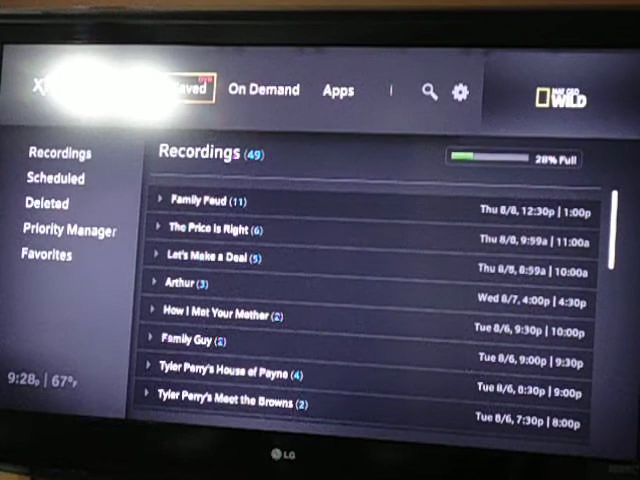 On Demand Apps
NAT GEO
WILD
Recordings
Scheduled
Deleted
Priority Manager
Favorites
9:28p | 67°F
Recordings (49)
28% Full
Family Feud (11) Thu 8/8, 12:30p | 1:00p
The Price Is Right (6) Thu 8/8, 9:59a | 11:00a
Let's Make a Deal (5) Thu 8/8, 8:59a | 10:00a
Arthur (3) Wed 8/7, 4:00p | 4:30p
How I Met Your Mother (2) Tue 8/6, 9:30p | 10:00p
Family Guy (2) Tue 8/6, 9:00p | 9:30p
Tyler Perry's House of Payne (4) Tue 8/6, 8:30p | 9:00p
Tyler Perry's Meet the Browns (2) Tue 8/6, 7:30p | 8:00p
LG